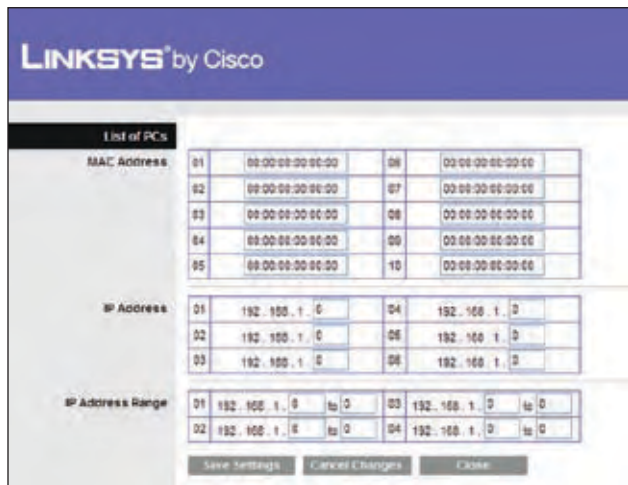 LINKSYS® by Cisco
List of PCs
MAC Address
01 00:00:00:00:00:00 06 00:00:00:00:00:00
02 00:00:00:00:00:00 07 00:00:00:00:00:00
03 00:00:00:00:00:00 08 00:00:00:00:00:00
04 00:00:00:00:00:00 09 00:00:00:00:00:00
05 00:00:00:00:00:00 10 00:00:00:00:00:00
IP Address
01 192.168.1. 0 04 192.168.1. 0
02 192.168.1. 0 05 192.168.1. 0
03 192.168.1. 0 06 192.168.1. 0
IP Address Range
01 192.168.1. 0 to 0 03 192.168.1. 0 to 0
02 192.168.1. 0 to 0 04 192.168.1. 0 to 0
Save Settings Cancel Changes Close